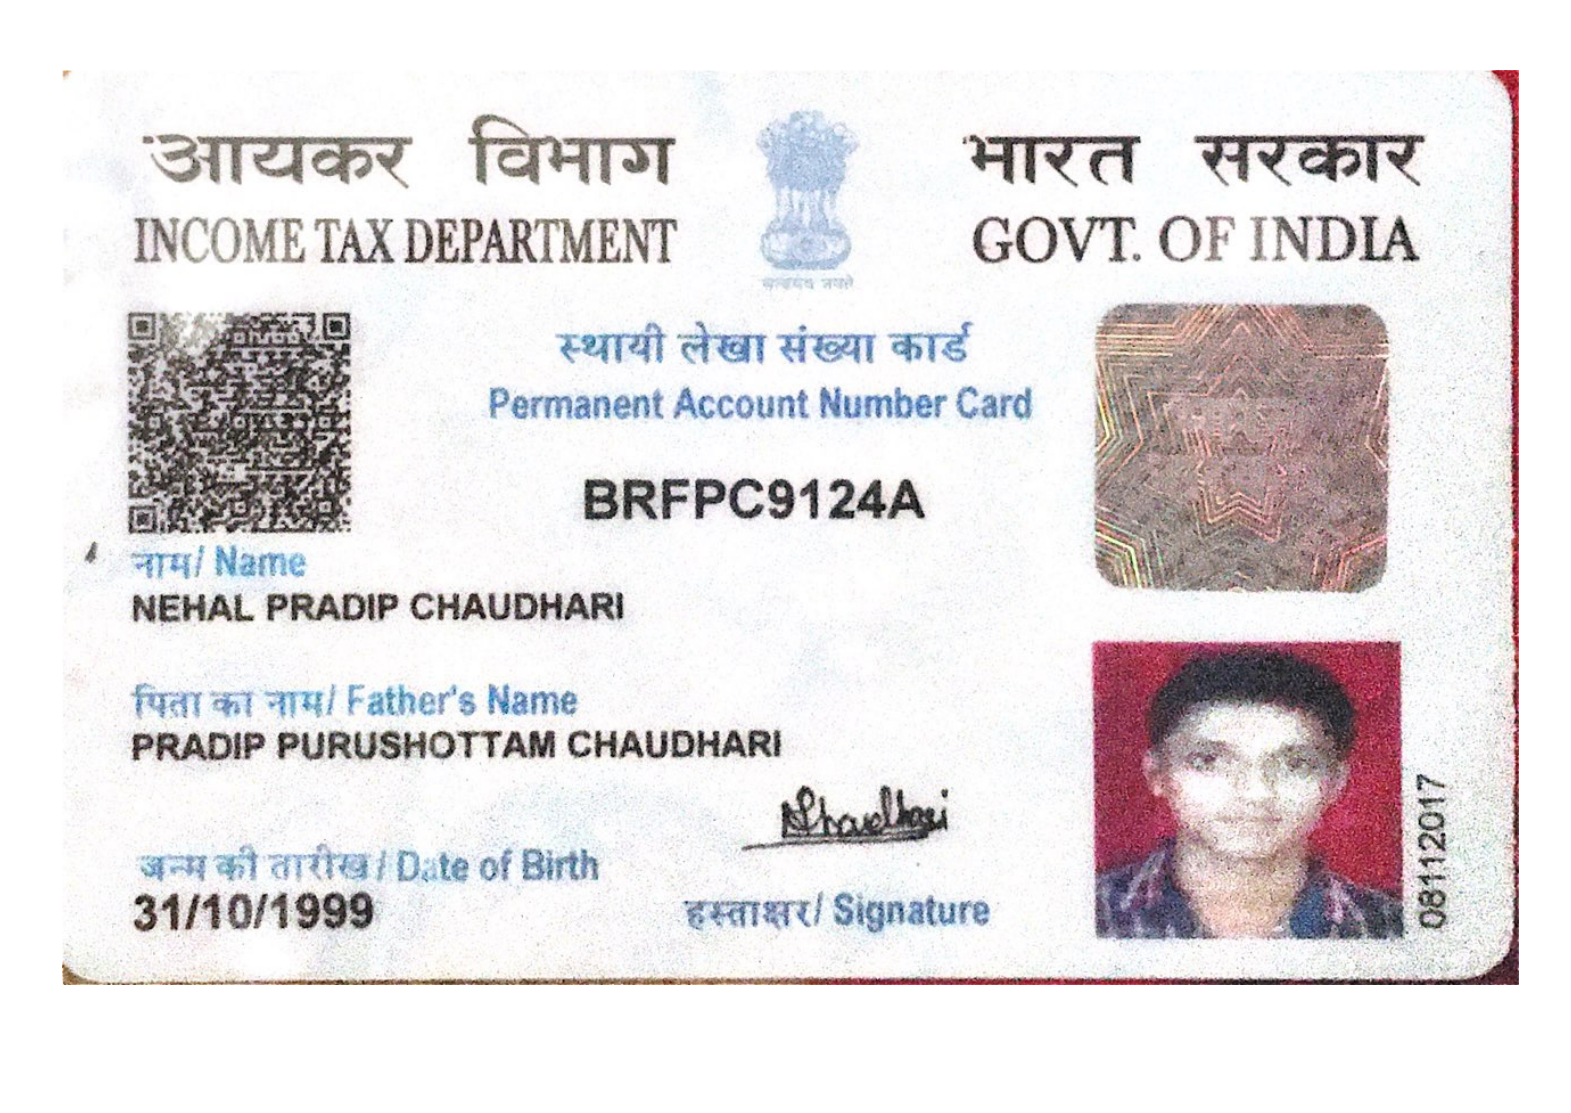 आयकर विभाग
INCOME TAX DEPARTMENT
भारत सरकार
GOVT. OF INDIA
सत्यमेव जयते
स्थायी लेखा संख्या कार्ड
Permanent Account Number Card
BRFPC9124A
नाम/ Name
NEHAL PRADIP CHAUDHARI
पिता का नाम/ Father's Name
PRADIP PURUSHOTTAM CHAUDHARI
जन्म की तारीख/ Date of Birth
31/10/1999
हस्ताक्षर/ Signature
08112017